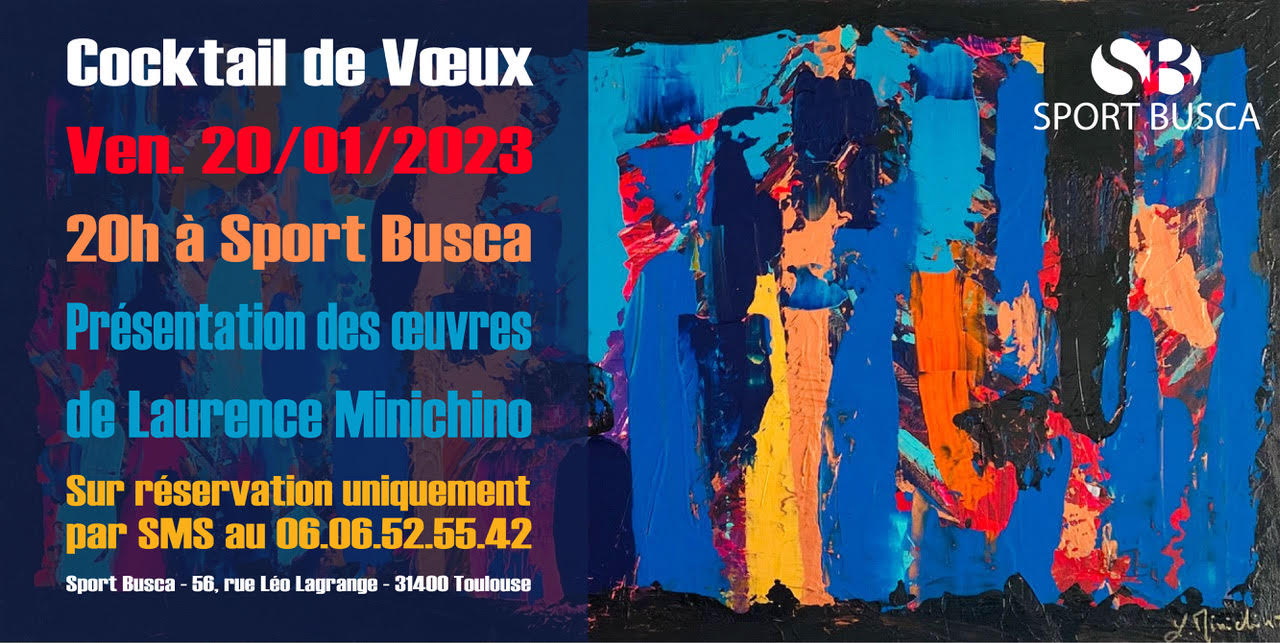 Cocktail de Vœux
Ven. 20/01/2023
20h à Sport Busca
Présentation des œuvres
de Laurence Minichino
Sur réservation uniquement
par SMS au 06.06.52.55.42
Sport Busca - 56, rue Léo Lagrange - 31400 Toulouse
SB
SPORT BUSCA